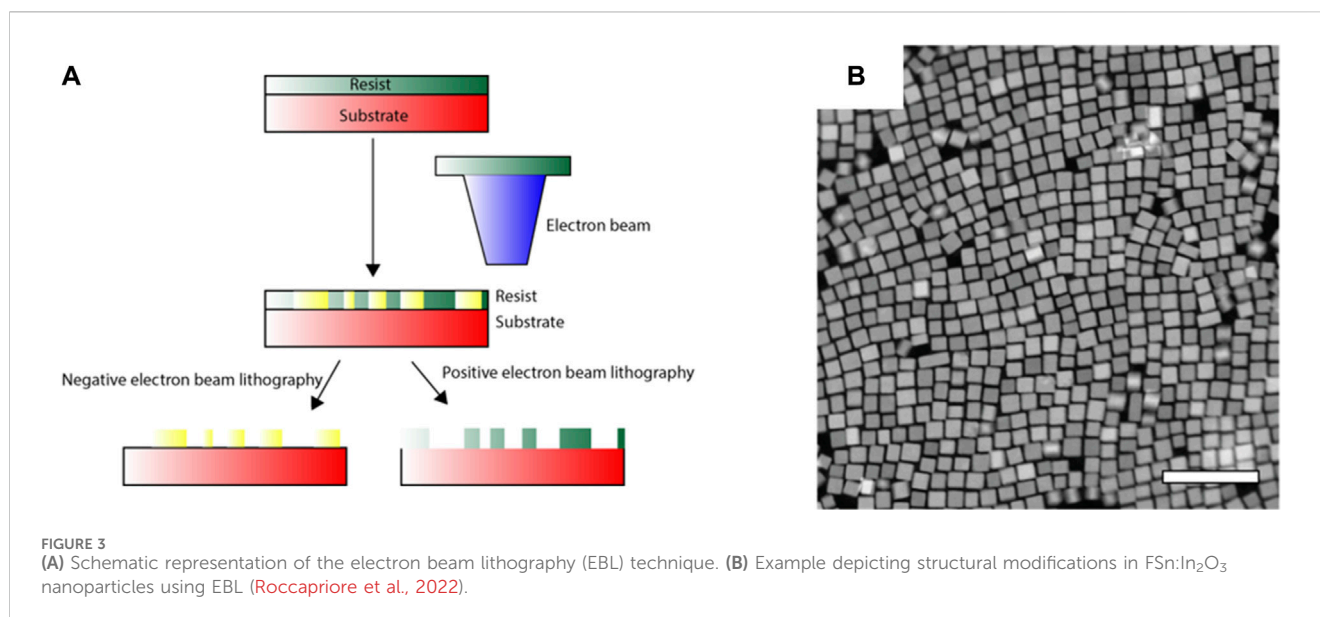 A
B
Resist
Substrate
Electron beam
Resist
Substrate
Negative electron beam lithography
Positive electron beam lithography
FIGURE 3
(A) Schematic representation of the electron beam lithography (EBL) technique. (B) Example depicting structural modifications in FSn:In₂O₃
nanoparticles using EBL (Roccapriore et al., 2022).